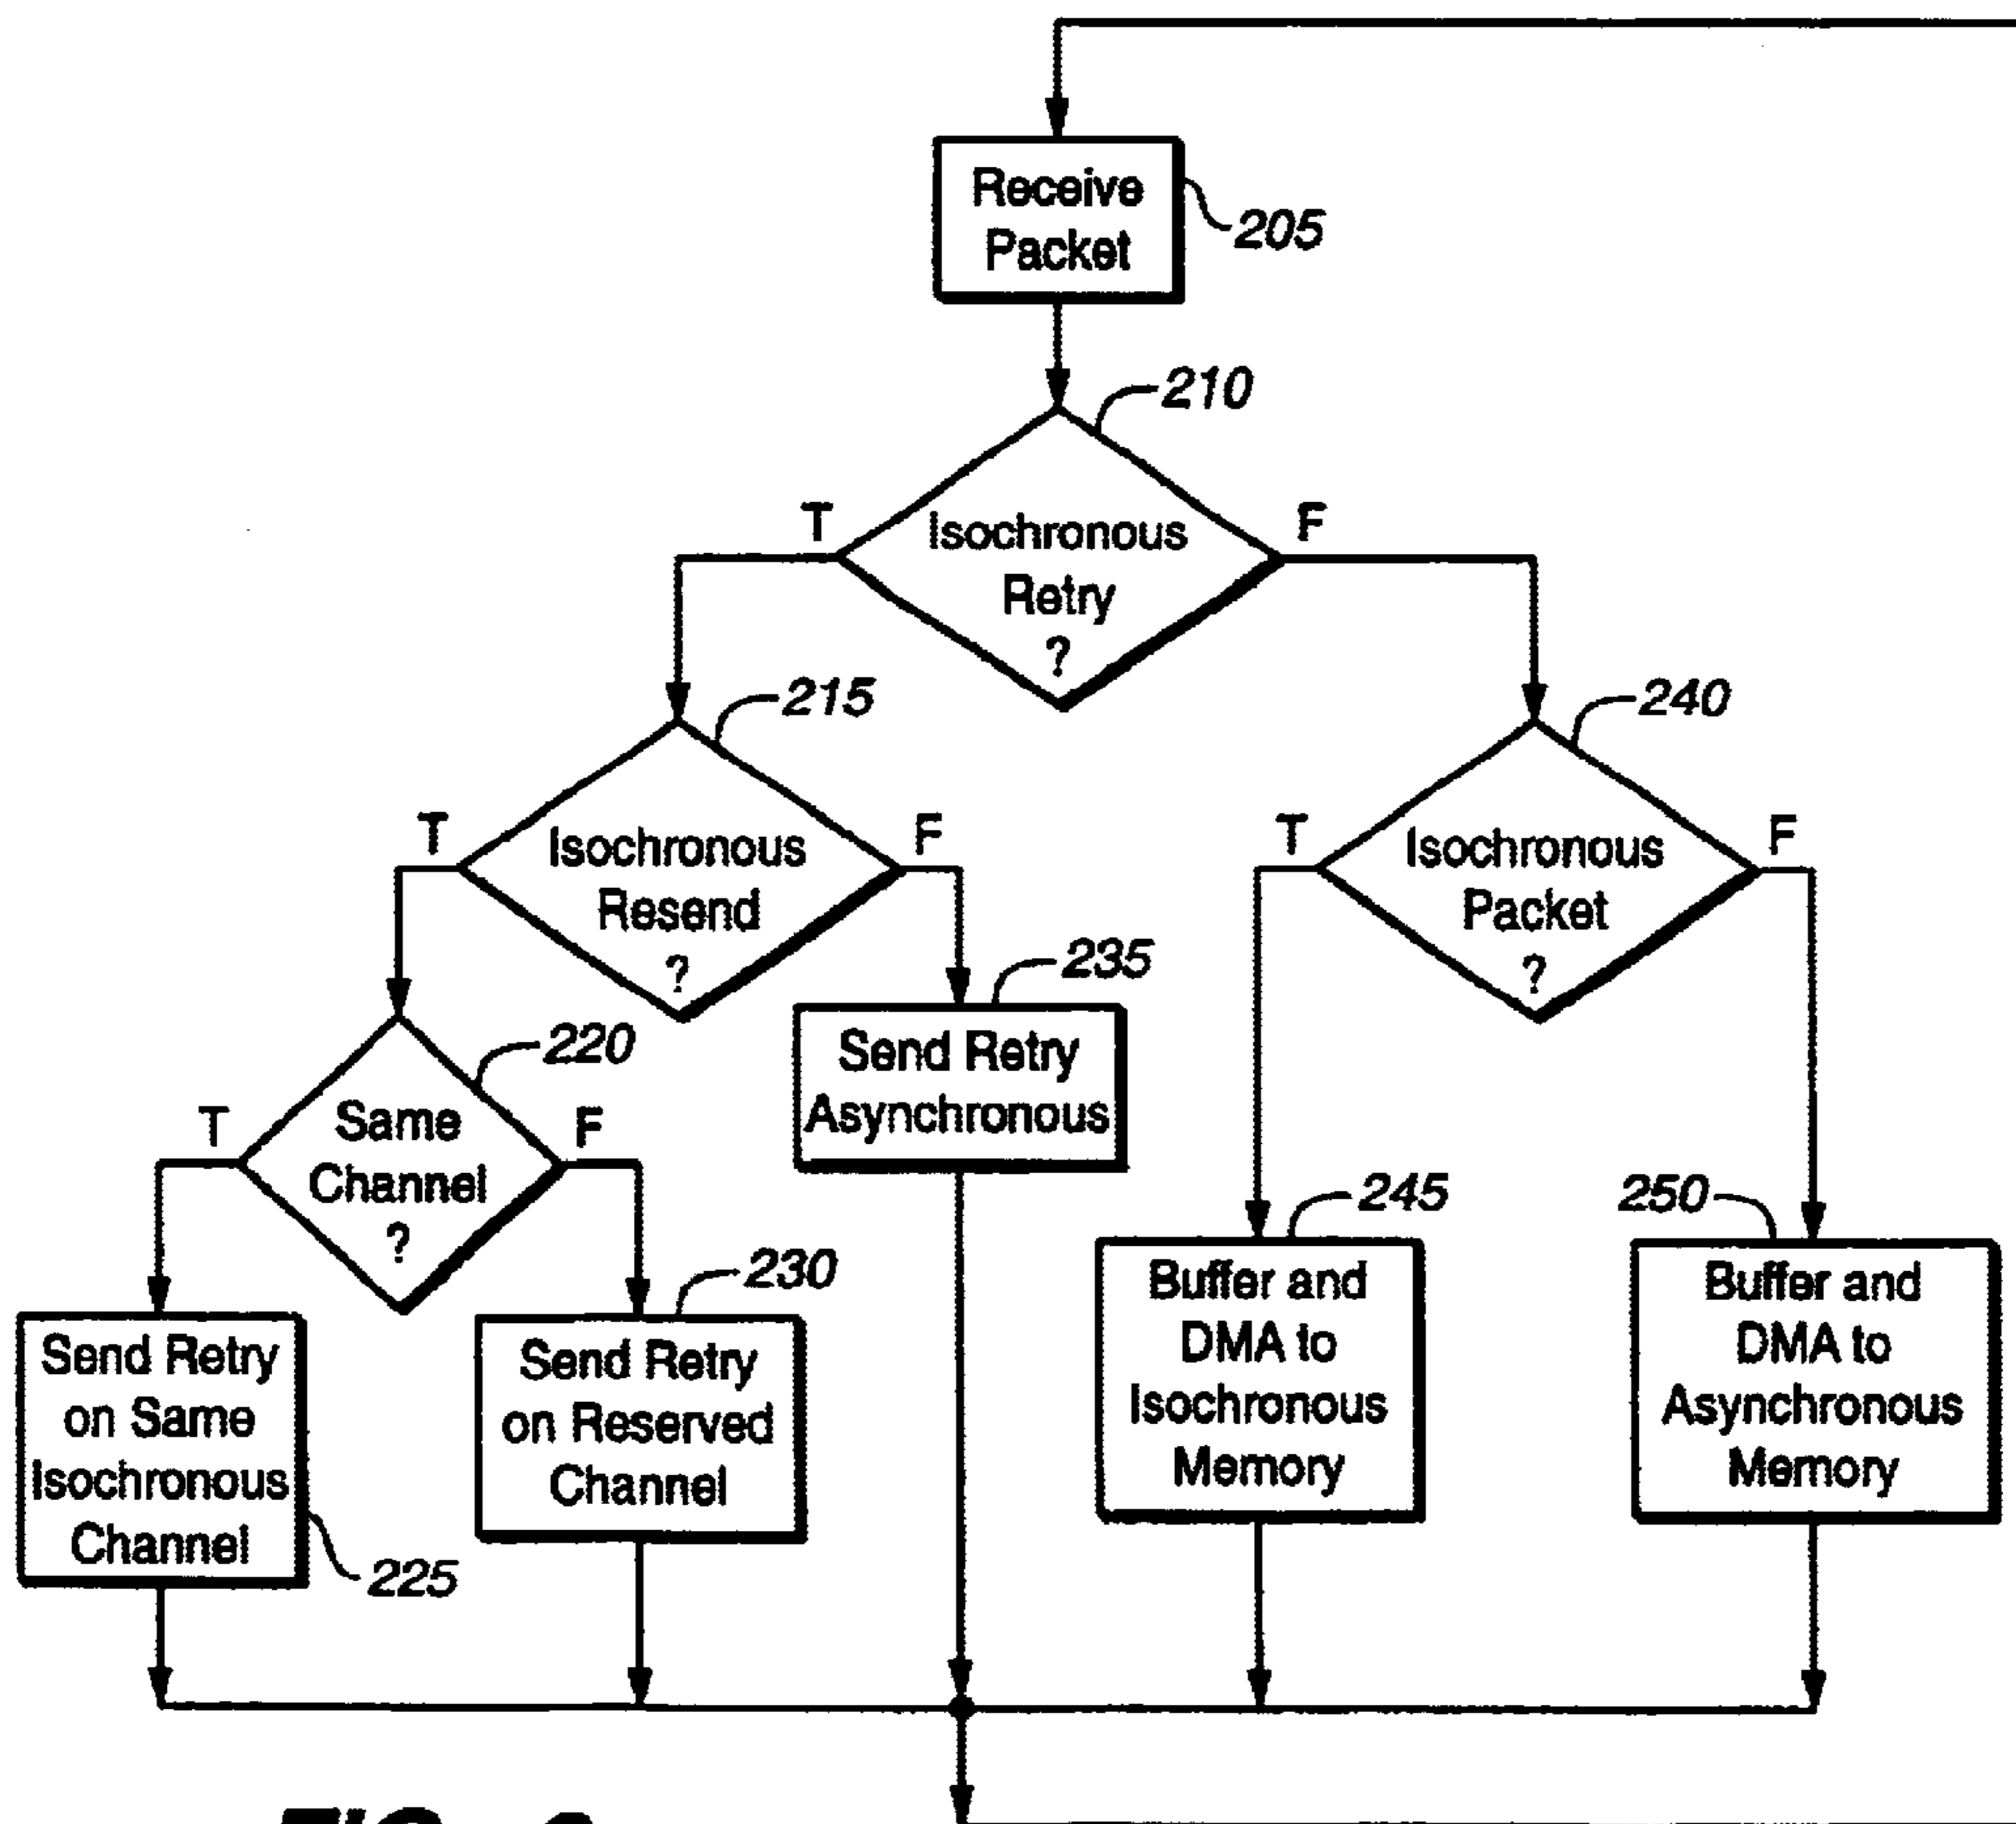 Receive
Packet
205
210
T
F
Isochronous
Retry
?
215
240
T
F
Isochronous
Resend
?
T
F
Isochronous
Packet
?
235
Send Retry
Asynchronous
220
T
F
Same
Channel
?
245
250
230
Send Retry
on Same
Isochronous
Channel
225
Send Retry
on Reserved
Channel
Buffer and
DMA to
Isochronous
Memory
Buffer and
DMA to
Asynchronous
Memory